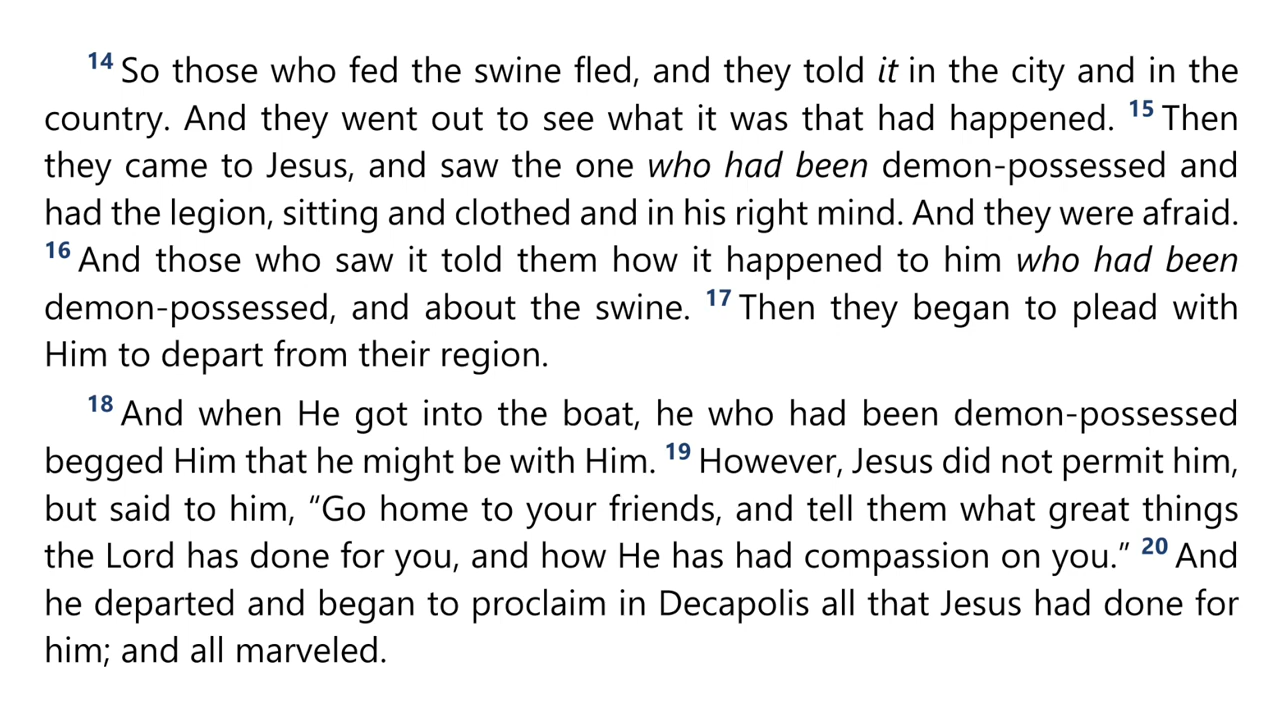 14 So those who fed the swine fled, and they told it in the city and in the
country. And they went out to see what it was that had happened. 15 Then
they came to Jesus, and saw the one who had been demon-possessed and
had the legion, sitting and clothed and in his right mind. And they were afraid.
16 And those who saw it told them how it happened to him who had been
demon-possessed, and about the swine. 17 Then they began to plead with
Him to depart from their region.
18 And when He got into the boat, he who had been demon-possessed
begged Him that he might be with Him. 19 However, Jesus did not permit him,
but said to him, “Go home to your friends, and tell them what great things
the Lord has done for you, and how He has had compassion on you.” 20 And
he departed and began to proclaim in Decapolis all that Jesus had done for
him; and all marveled.